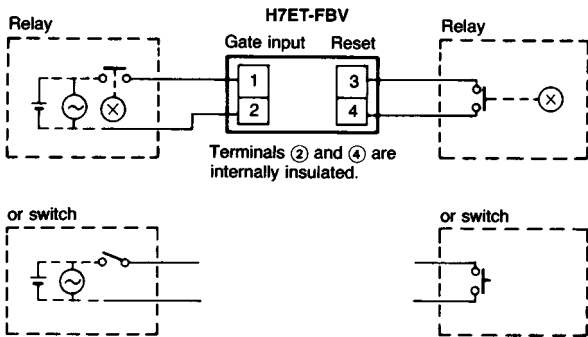 H7ET-FBV
Relay
Gate input Reset
Relay
1 3
2 4
Terminals ② and ④ are
internally insulated.
or switch
or switch